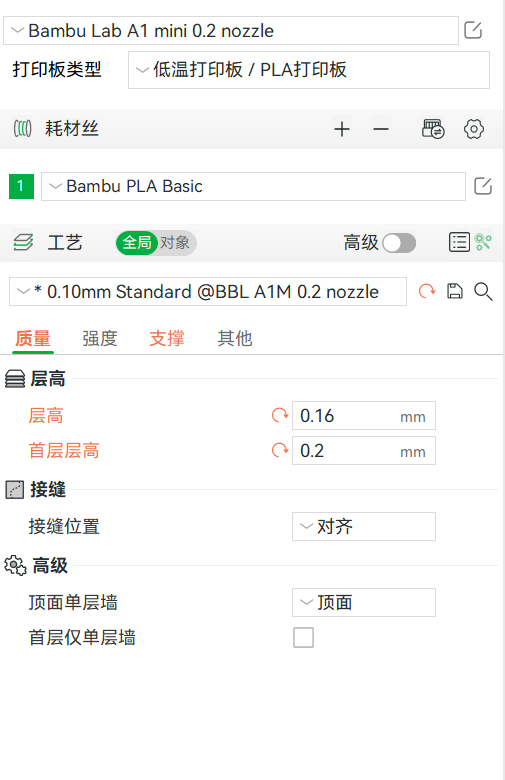 Bambu Lab A1 mini 0.2 nozzle
打印板类型 低温打印板 / PLA打印板
耗材丝
1 Bambu PLA Basic
工艺 全局 对象 高级
* 0.10mm Standard @BBL A1M 0.2 nozzle
质量 强度 支撑 其他
层高
层高 0.16 mm
首层层高 0.2 mm
接缝
接缝位置 对齐
高级
顶面单层墙 顶面
首层仅单层墙